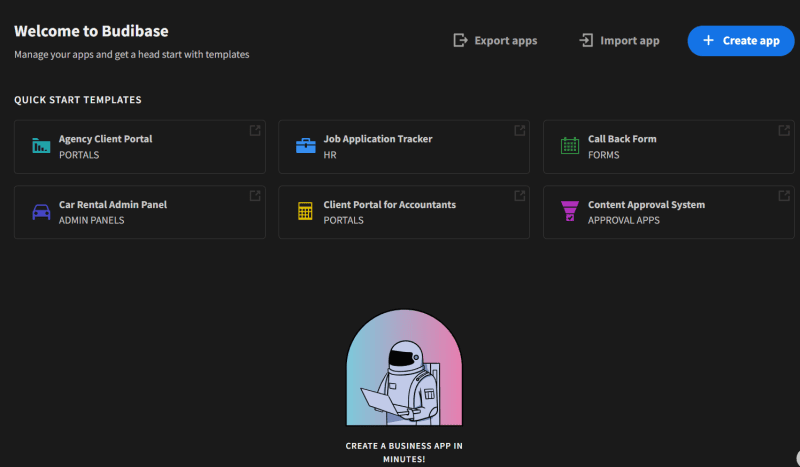 Welcome to Budibase
Manage your apps and get a head start with templates
Export apps
Import app
Create app
QUICK START TEMPLATES
Agency Client Portal
PORTALS
Job Application Tracker
HR
Call Back Form
FORMS
Car Rental Admin Panel
ADMIN PANELS
Client Portal for Accountants
PORTALS
Content Approval System
APPROVAL APPS
CREATE A BUSINESS APP IN
MINUTES!